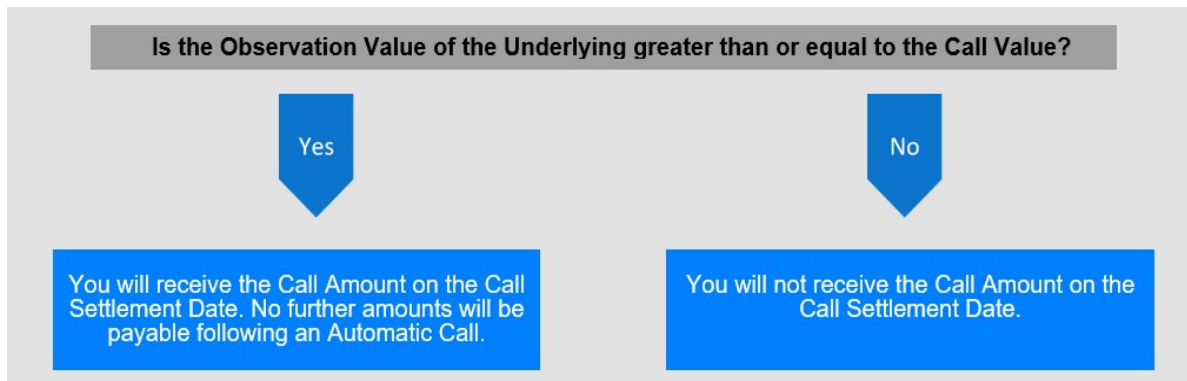 Is the Observation Value of the Underlying greater than or equal to the Call Value?
Yes
No
You will receive the Call Amount on the Call
Settlement Date. No further amounts will be
payable following an Automatic Call.
You will not receive the Call Amount on the
Call Settlement Date.